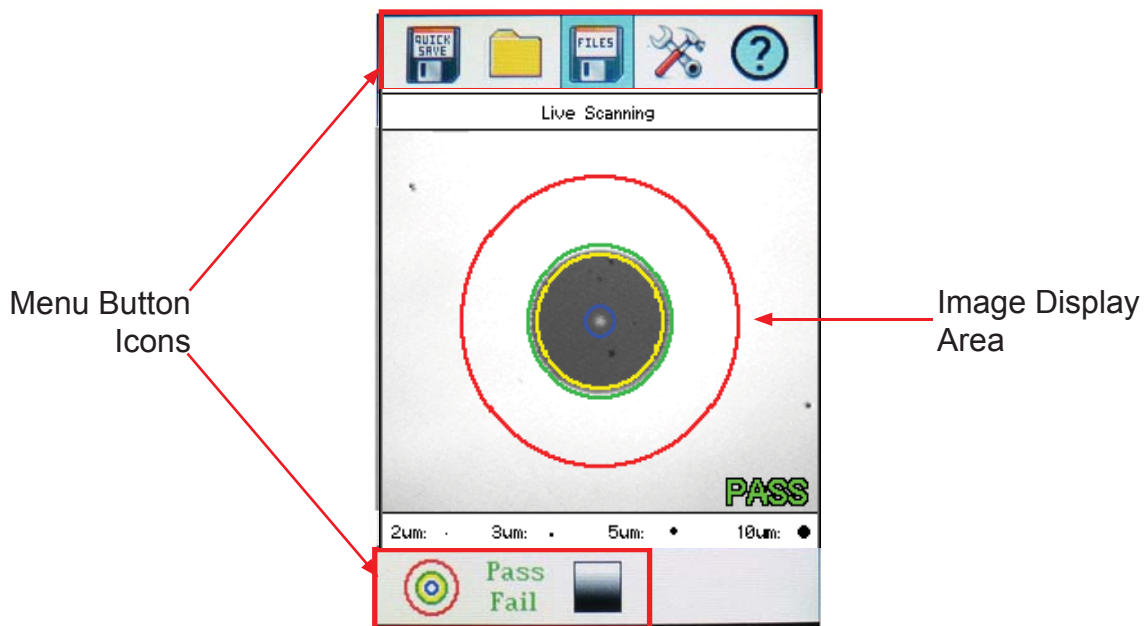 QUICK
SAVE
FILES
?
Live Scanning
Menu Button
Icons
Image Display
Area
PASS
2um:
3um:
5um:
10um:
Pass
Fail